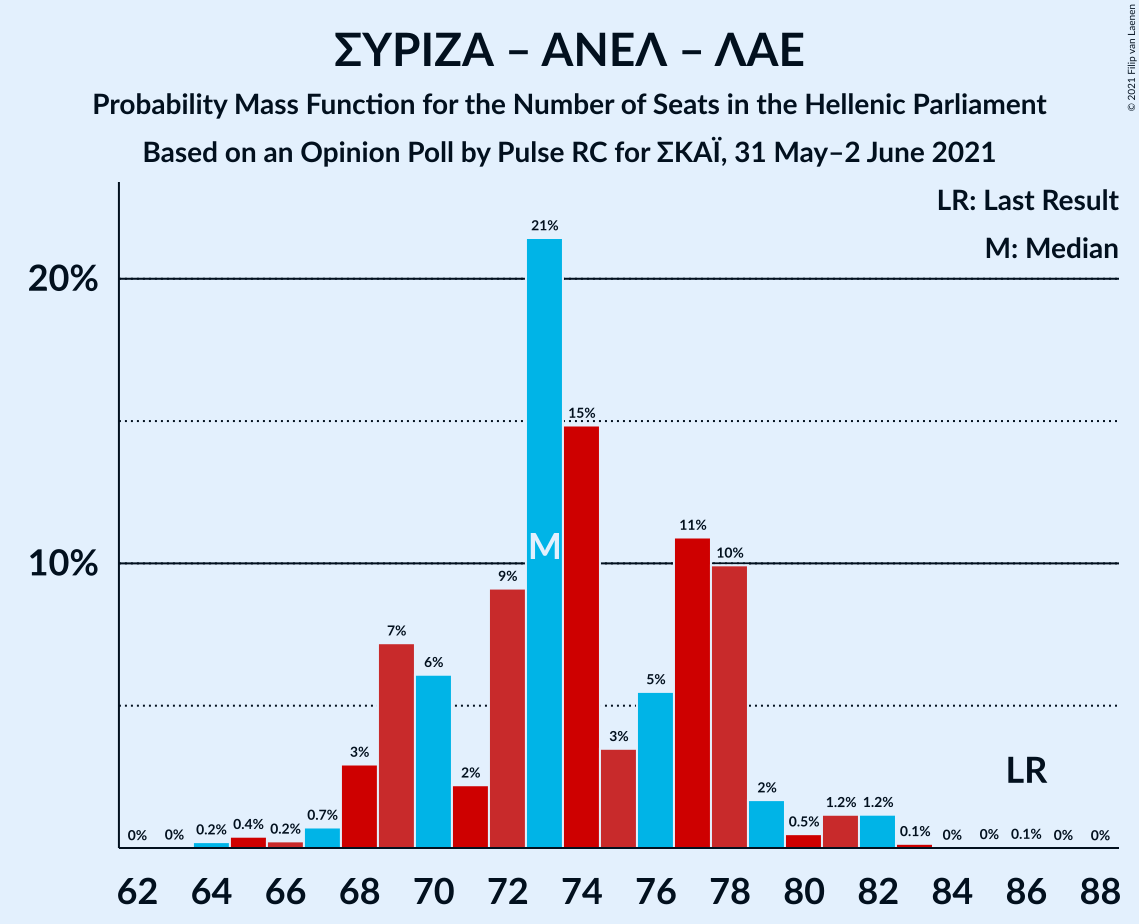 ΣΥΡΙΖΑ – ΑΝΕΛ – ΛΑΕ
Probability Mass Function for the Number of Seats in the Hellenic Parliament
Based on an Opinion Poll by Pulse RC for ΣΚΑΪ, 31 May–2 June 2021
© 2021 Filip van Laenen
LR: Last Result
M: Median
20%
10%
0% 0% 0.2% 0.4% 0.2% 0.7% 3% 7% 6% 2% 9% 21% 15% 3% 5% 11% 10% 2% 0.5% 1.2% 1.2% 0.1% 0% 0% 0.1% 0% 0%
M
LR
62 64 66 68 70 72 74 76 78 80 82 84 86 88